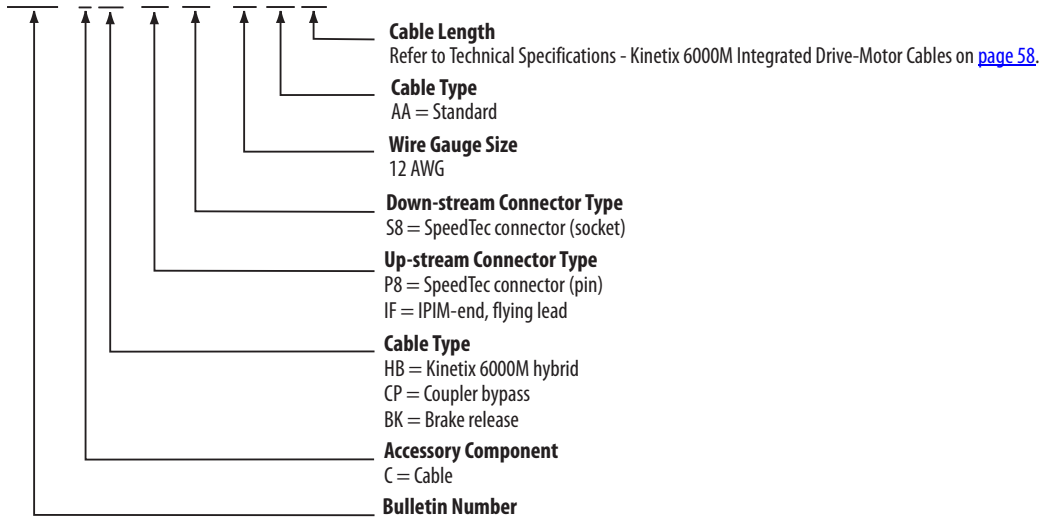 Cable Length
Refer to Technical Specifications - Kinetix 6000M Integrated Drive-Motor Cables on page 58.
Cable Type
AA = Standard
Wire Gauge Size
12 AWG
Down-stream Connector Type
S8 = SpeedTec connector (socket)
Up-stream Connector Type
P8 = SpeedTec connector (pin)
IF = IPIM-end, flying lead
Cable Type
HB = Kinetix 6000M hybrid
CP = Coupler bypass
BK = Brake release
Accessory Component
C = Cable
Bulletin Number